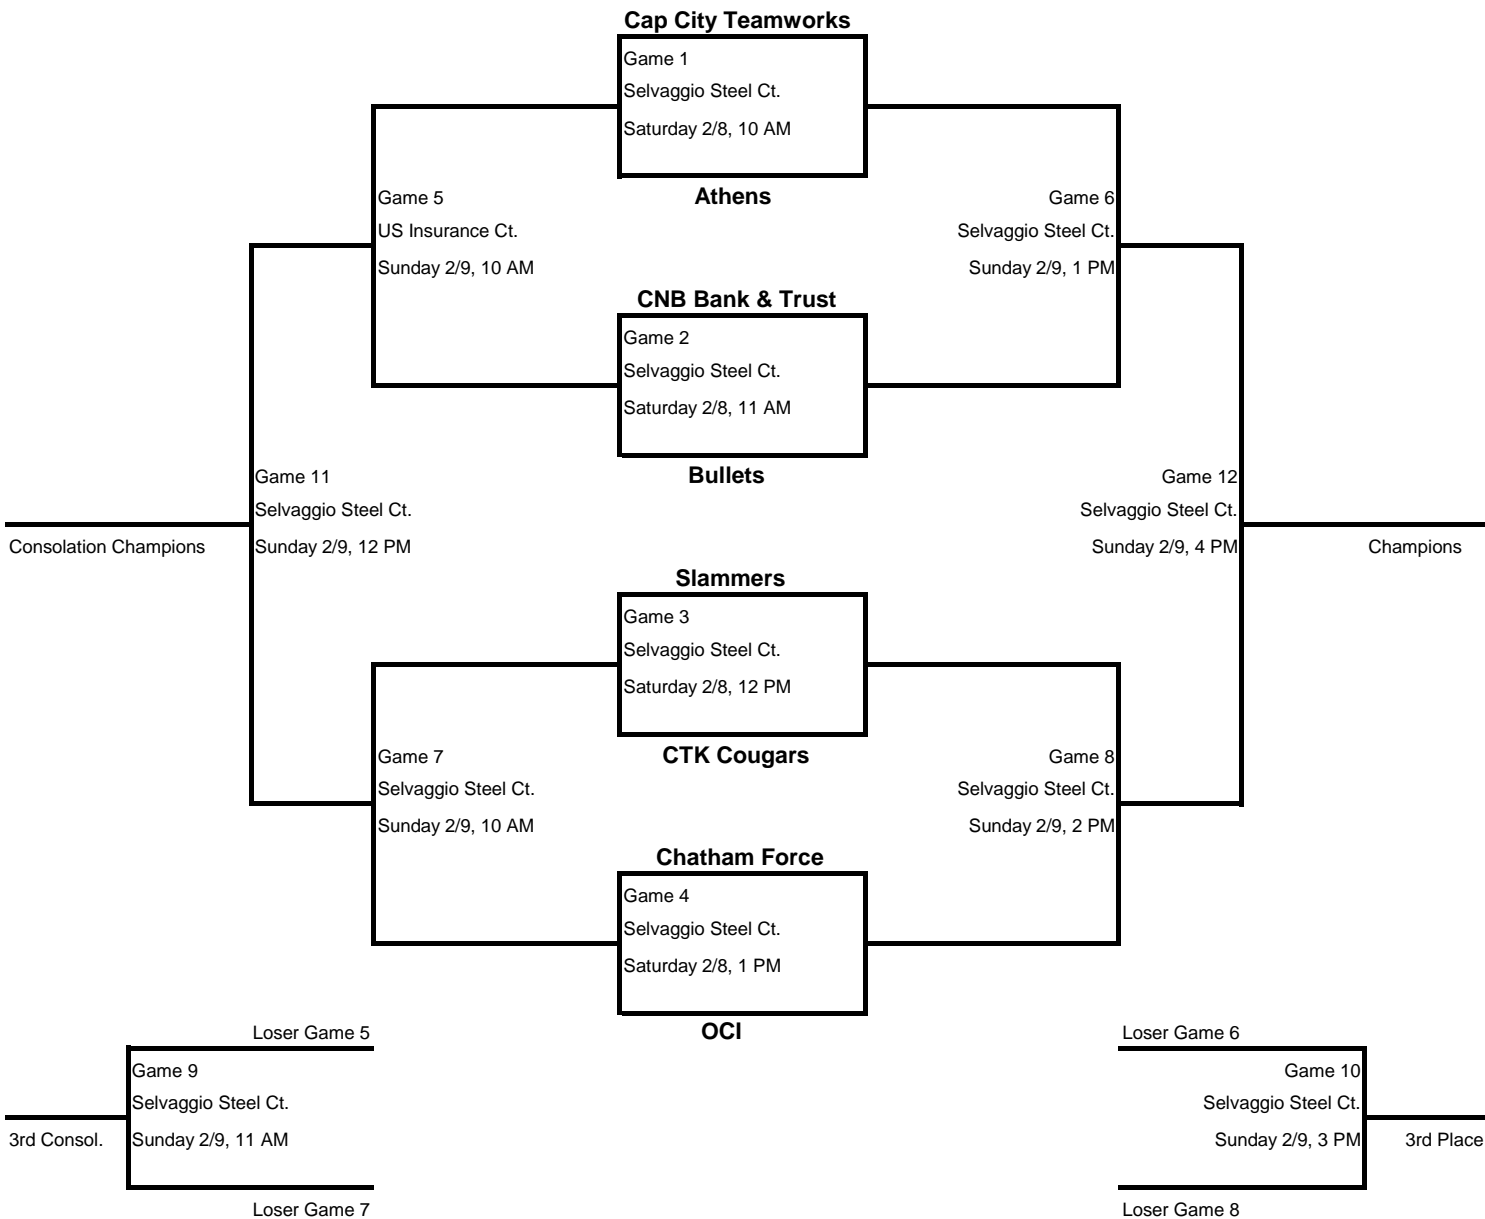 Cap City Teamworks
Game 1
Selvaggio Steel Ct.
Saturday 2/8, 10 AM
Athens
Game 5
US Insurance Ct.
Sunday 2/9, 10 AM
Game 6
Selvaggio Steel Ct.
Sunday 2/9, 1 PM
CNB Bank & Trust
Game 2
Selvaggio Steel Ct.
Saturday 2/8, 11 AM
Bullets
Game 11
Selvaggio Steel Ct.
Sunday 2/9, 12 PM
Consolation Champions
Game 12
Selvaggio Steel Ct.
Sunday 2/9, 4 PM
Champions
Slammers
Game 3
Selvaggio Steel Ct.
Saturday 2/8, 12 PM
CTK Cougars
Game 7
Selvaggio Steel Ct.
Sunday 2/9, 10 AM
Game 8
Selvaggio Steel Ct.
Sunday 2/9, 2 PM
Chatham Force
Game 4
Selvaggio Steel Ct.
Saturday 2/8, 1 PM
OCI
Loser Game 5
Game 9
Selvaggio Steel Ct.
Sunday 2/9, 11 AM
3rd Consol.
Loser Game 7
Loser Game 6
Game 10
Selvaggio Steel Ct.
Sunday 2/9, 3 PM
3rd Place
Loser Game 8